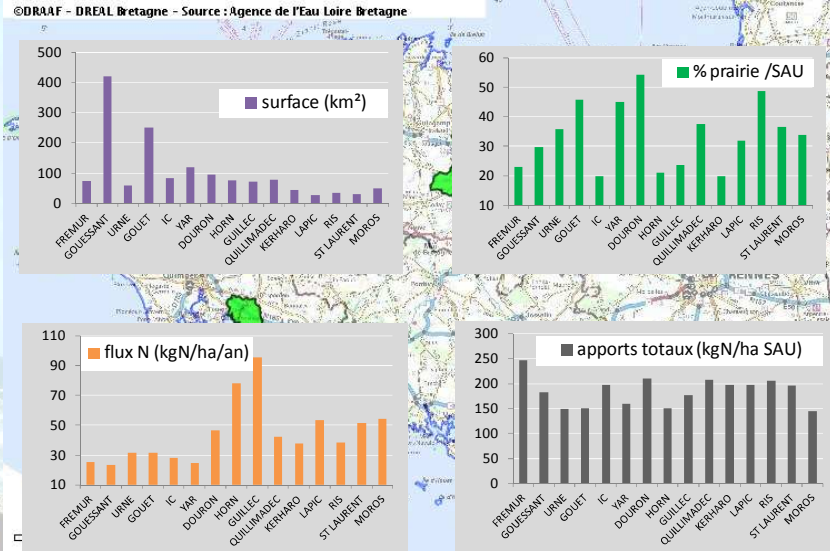 ©DRAAF - DREAL Bretagne - Source : Agence de l'Eau Loire Bretagne
surface (km²)
500
400
300
200
100
0
FREMUR
GOUESSANT
URNE
GOUET
IC
YAR
DOURON
HORN
GUILLEC
QUILLIMADEC
KERHARO
LAPIC
RIS
ST LAURENT
MOROS
% prairie /SAU
60
50
40
30
20
10
FREMUR
GOUESSANT
URNE
GOUET
IC
YAR
DOURON
HORN
GUILLEC
QUILLIMADEC
KERHARO
LAPIC
RIS
ST LAURENT
MOROS
RENNES
flux N (kgN/ha/an)
110
90
70
50
30
10
FREMUR
GOUESSANT
URNE
GOUET
IC
YAR
DOURON
HORN
GUILLEC
QUILLIMADEC
KERHARO
LAPIC
RIS
ST LAURENT
MOROS
apports totaux (kgN/ha SAU)
300
250
200
150
100
50
0
FREMUR
GOUESSANT
URNE
GOUET
IC
YAR
DOURON
HORN
GUILLEC
QUILLIMADEC
KERHARO
LAPIC
RIS
ST LAURENT
MOROS